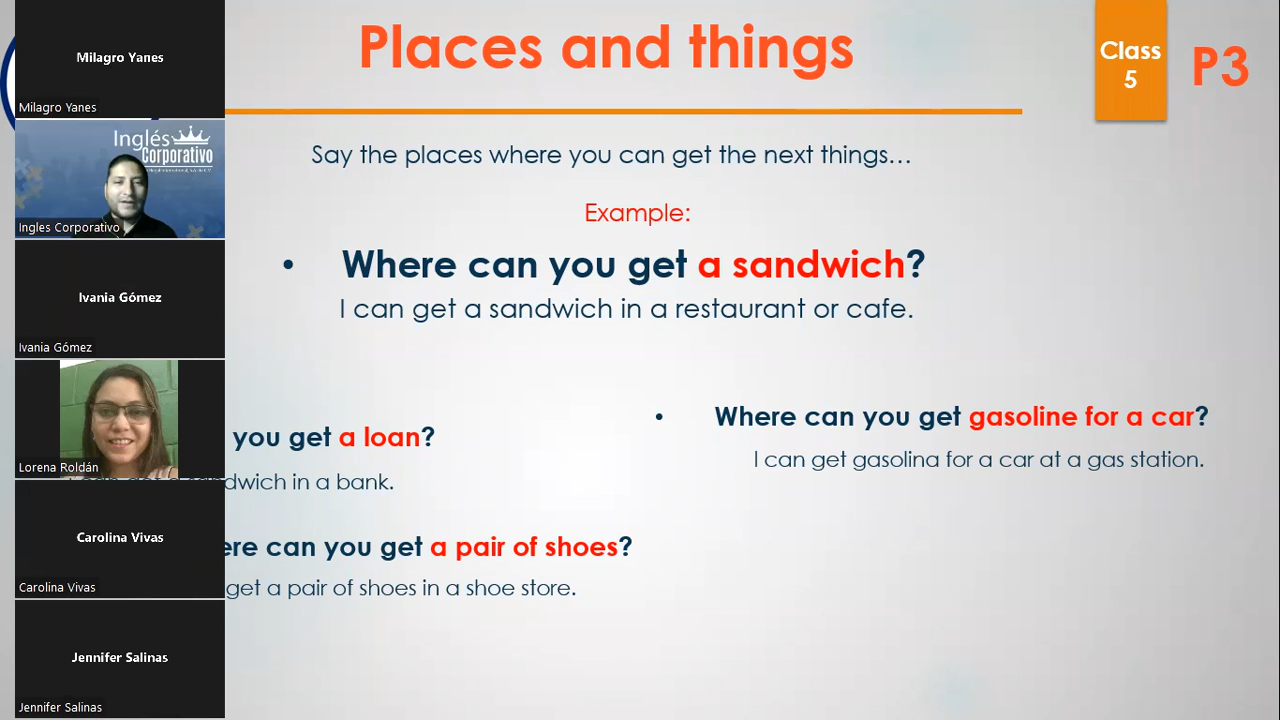 Milagro Yanes
Milagro Yanes
Inglés
Corporativo
Ingles Corporativo
Ivania Gómez
Ivania Gómez
Lorena Roldán
Carolina Vivas
Carolina Vivas
Jennifer Salinas
Jennifer Salinas
Places and things
Class
5
P3
Say the places where you can get the next things...
Example:
• Where can you get a sandwich?
I can get a sandwich in a restaurant or cafe.
you get a loan?
in a bank.
can you get a pair of shoes?
get a pair of shoes in a shoe store.
• Where can you get gasoline for a car?
I can get gasolina for a car at a gas station.